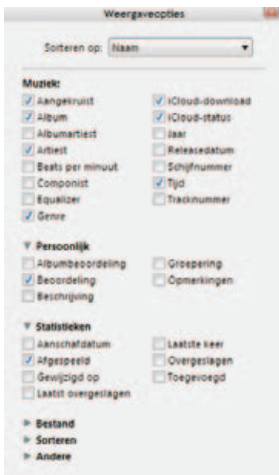 Weergaveopties
Sorteren op: Naam
Muziek:
Aangekruist iCloud-download
Album iCloud-status
Albumartiest Jaar
Artiest Releasedatum
Beats per minuut Schijfnummer
Componist Tijd
Equalizer Tracknummer
Genre
Persoonlijk
Albumbeoordeling Groepering
Beoordeling Opmerkingen
Beschrijving
Statistieken
Aanschafdatum Laatste keer
Afgespeeld Overgeslagen
Gewijzigd op Toegevoegd
Laatst overgeslagen
Bestand
Sorteren
Andere